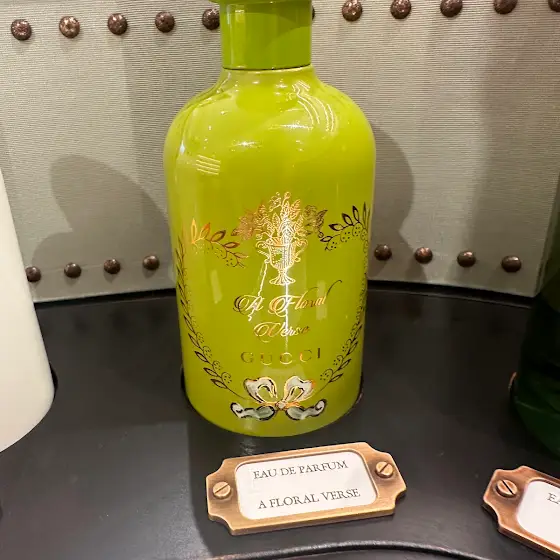 A Floral
Verse
GUCCI
EAU DE PARFUM
A FLORAL VERSE